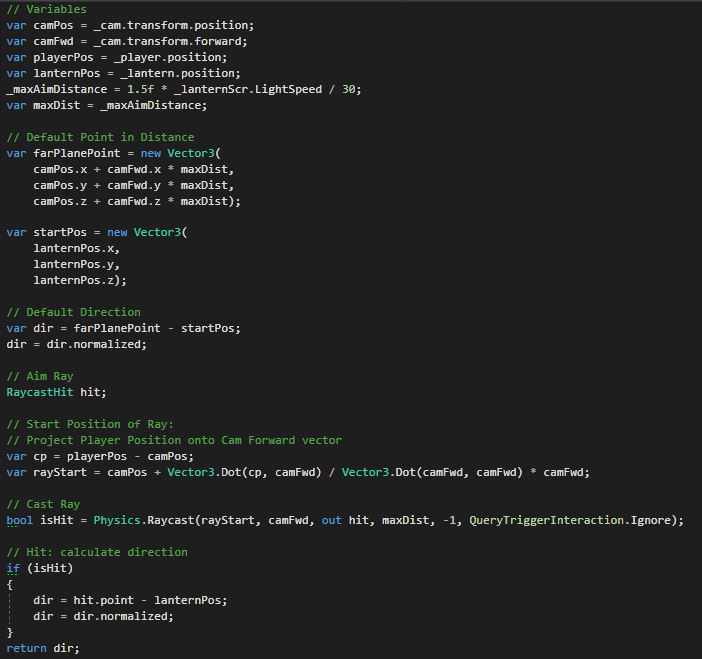 // Variables
var camPos = _cam.transform.position;
var camFwd = _cam.transform.forward;
var playerPos = _player.position;
var lanternPos = _lantern.position;
_maxAimDistance = 1.5f * _lanternScr.LightSpeed / 30;
var maxDist = _maxAimDistance;

// Default Point in Distance
var farPlanePoint = new Vector3(
    camPos.x + camFwd.x * maxDist,
    camPos.y + camFwd.y * maxDist,
    camPos.z + camFwd.z * maxDist);

var startPos = new Vector3(
    lanternPos.x,
    lanternPos.y,
    lanternPos.z);

// Default Direction
var dir = farPlanePoint - startPos;
dir = dir.normalized;

// Aim Ray
RaycastHit hit;

// Start Position of Ray:
// Project Player Position onto Cam Forward vector
var cp = playerPos - camPos;
var rayStart = camPos + Vector3.Dot(cp, camFwd) / Vector3.Dot(camFwd, camFwd) * camFwd;

// Cast Ray
bool isHit = Physics.Raycast(rayStart, camFwd, out hit, maxDist, -1, QueryTriggerInteraction.Ignore);

// Hit: calculate direction
if (isHit)
{
    dir = hit.point - lanternPos;
    dir = dir.normalized;
}
return dir;